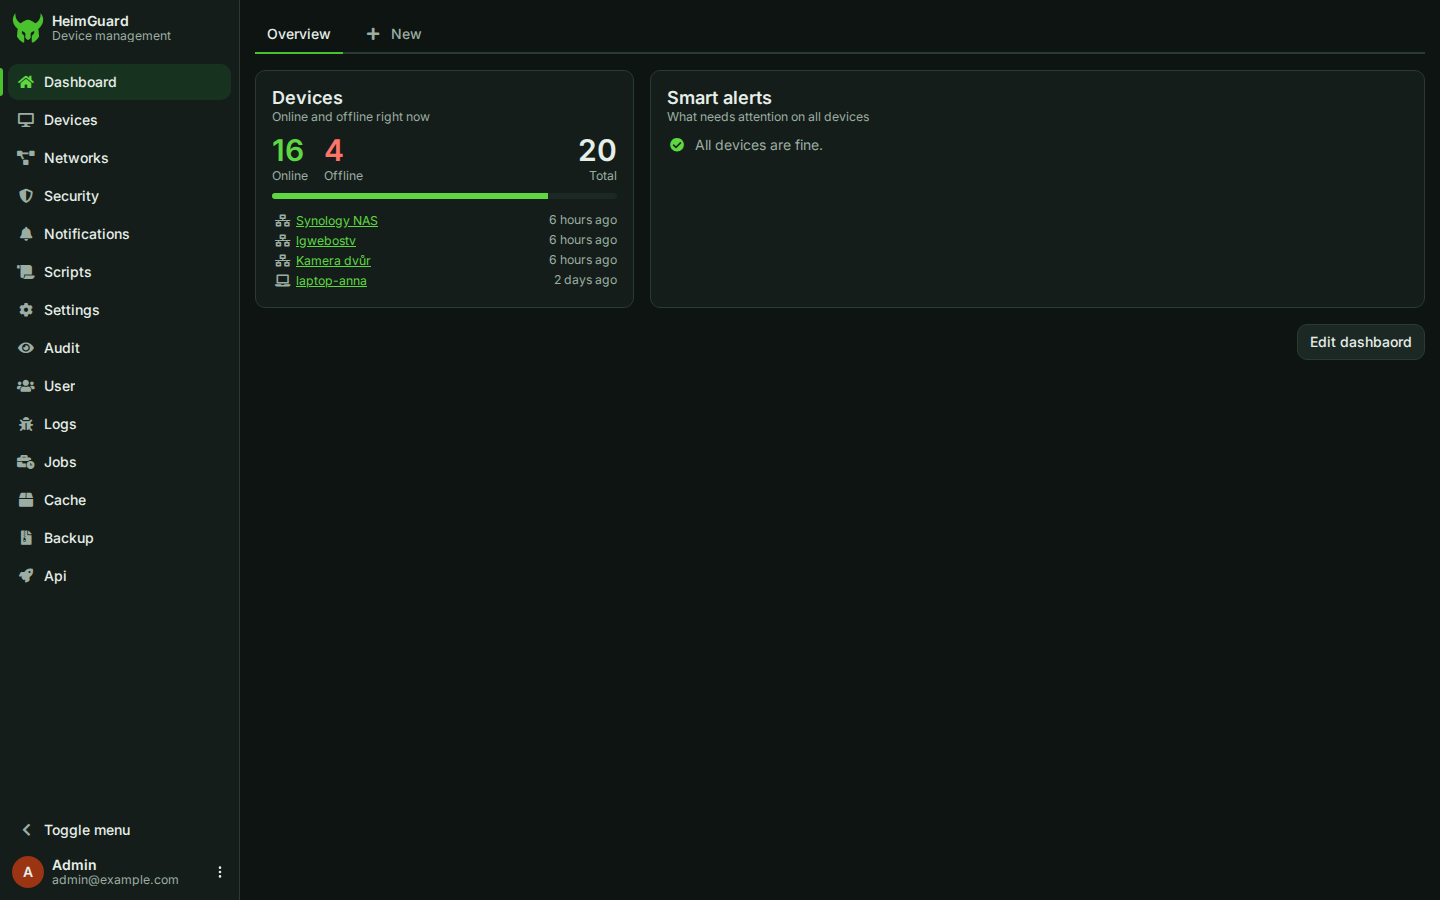 HeimGuard
Device management
Dashboard
Devices
Networks
Security
Notifications
Scripts
Settings
Audit
User
Logs
Jobs
Cache
Backup
Api
Toggle menu
A
Admin
admin@example.com
Overview
New
Devices
Online and offline right now
16 4 20
Online Offline Total
Synology NAS 6 hours ago
lgwebostv 6 hours ago
Kamera dvůr 6 hours ago
laptop-anna 2 days ago
Smart alerts
What needs attention on all devices
All devices are fine.
Edit dashbaord